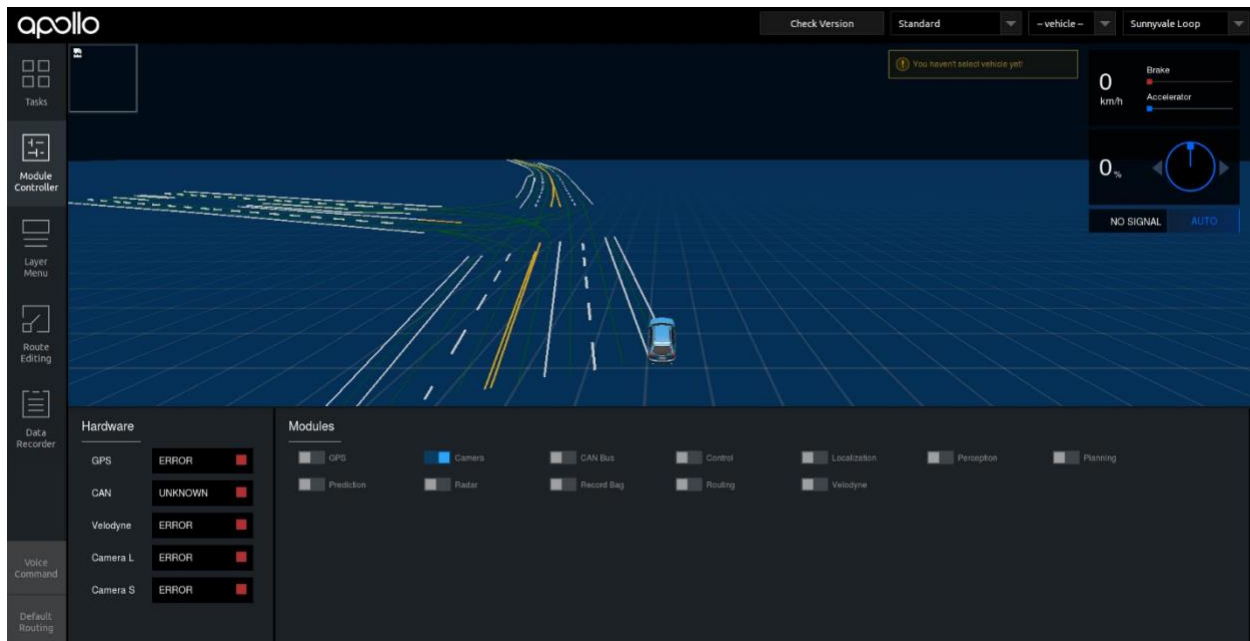 apollo
Check Version
Standard
– vehicle –
Sunnyvale Loop
Tasks
Module
Controller
Layer
Menu
Route
Editing
Data
Recorder
Voice
Command
Default
Routing
You haven't select vehicle yet!
0
km/h
Brake
Accelerator
0 %
NO SIGNAL AUTO
Hardware
GPS ERROR
CAN UNKNOWN
Velodyne ERROR
Camera L ERROR
Camera S ERROR
Modules
GPS Camera CAN Bus Control Localization Perception Planning
Prediction Radar Record Bag Routing Velodyne